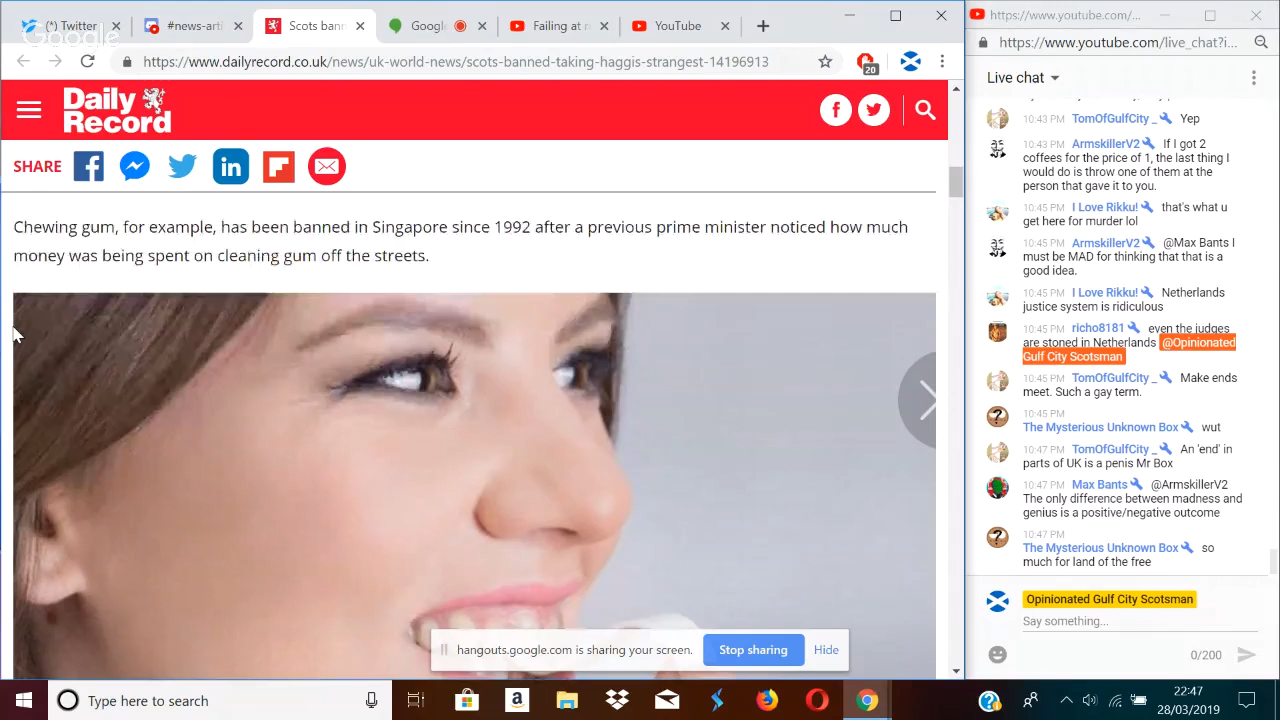 (*) Twitter
#news-arti
Scots bann
Googl
Failing at re
YouTube
Google
https://www.dailyrecord.co.uk/news/uk-world-news/scots-banned-taking-haggis-strangest-14196913
20
Daily
Record
SHARE
Chewing gum, for example, has been banned in Singapore since 1992 after a previous prime minister noticed how much
money was being spent on cleaning gum off the streets.
hangouts.google.com is sharing your screen.
Stop sharing
Hide
https://www.youtube.com/...
https://www.youtube.com/live_chat?i...
Live chat
10:43 PM TomOfGulfCity _ Yep
10:43 PM ArmskillerV2 If I got 2
coffees for the price of 1, the last thing I
would do is throw one of them at the
person that gave it to you.
10:45 PM I Love Rikku! that's what u
get here for murder lol
10:45 PM ArmskillerV2 @Max Bants I
must be MAD for thinking that that is a
good idea.
10:45 PM I Love Rikku! Netherlands
justice system is ridiculous
10:45 PM richo8181 even the judges
are stoned in Netherlands @Opinionated
Gulf City Scotsman
10:45 PM TomOfGulfCity _ Make ends
meet. Such a gay term.
10:45 PM
The Mysterious Unknown Box wut
10:47 PM TomOfGulfCity _ An 'end' in
parts of UK is a penis Mr Box
10:47 PM Max Bants @ArmskillerV2
The only difference between madness and
genius is a positive/negative outcome
10:47 PM
The Mysterious Unknown Box so
much for land of the free
Opinionated Gulf City Scotsman
Say something...
0/200
Type here to search
22:47
28/03/2019